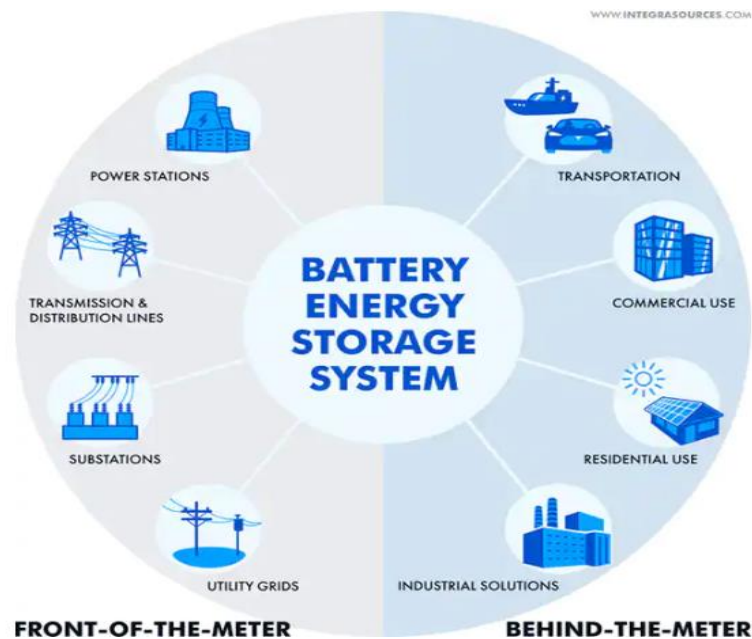 WWW.INTEGRASOURCES.COM
POWER STATIONS
TRANSPORTATION
TRANSMISSION &
DISTRIBUTION LINES
COMMERCIAL USE
BATTERY
ENERGY
STORAGE
SYSTEM
SUBSTATIONS
RESIDENTIAL USE
UTILITY GRIDS
INDUSTRIAL SOLUTIONS
FRONT-OF-THE-METER
BEHIND-THE-METER